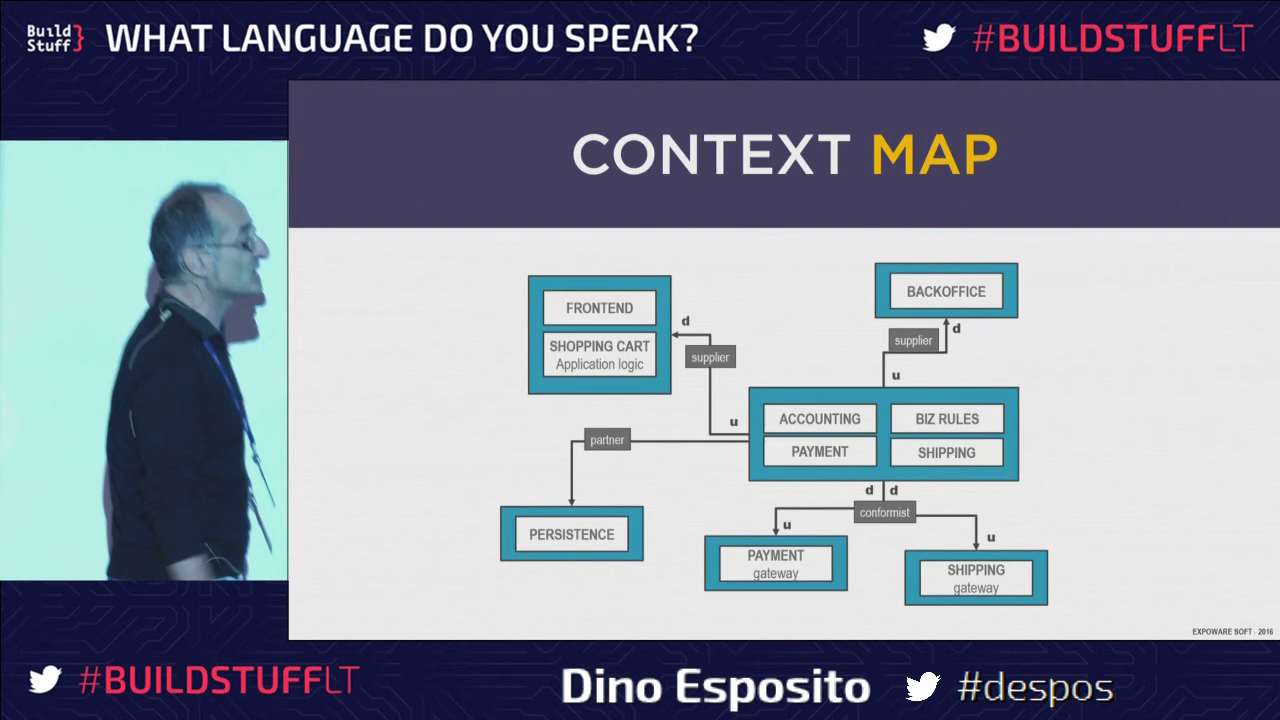 Build
Stuff}
WHAT LANGUAGE DO YOU SPEAK?
#BUILDSTUFFLT
CONTEXT MAP
FRONTEND
SHOPPING CART
Application logic
d
supplier
u
BACKOFFICE
d
supplier
u
ACCOUNTING
BIZ RULES
PAYMENT
SHIPPING
partner
PERSISTENCE
d
d
conformist
u
u
PAYMENT
gateway
SHIPPING
gateway
EXPOWARE SOFT - 2016
#BUILDSTUFFLT
Dino Esposito
#despos